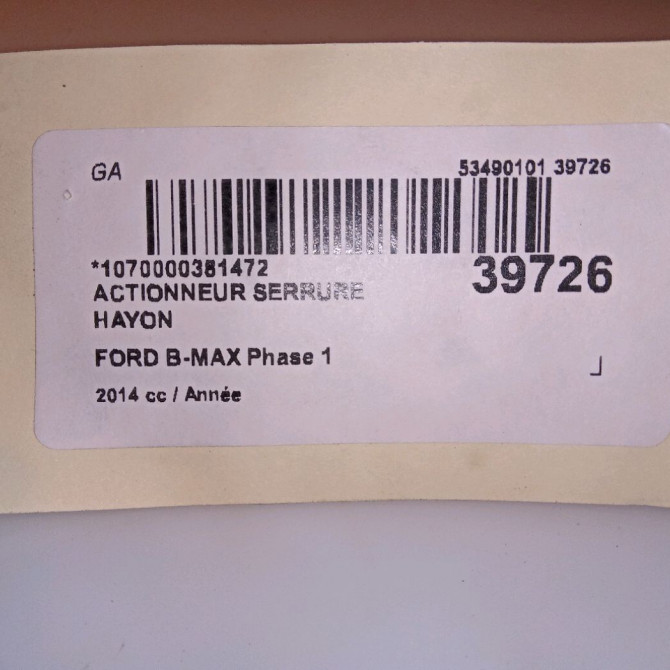 GA 53490101 39726
*1070000381472
39726
ACTIONNEUR SERRURE
HAYON
FORD B-MAX Phase 1
2014 cc / Année